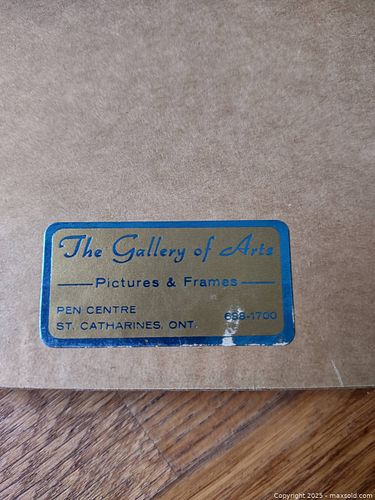 The Gallery of Arts
Pictures & Frames
PEN CENTRE
688-1700
ST. CATHARINES, ONT.
Copyright 2025 - maxsold.com